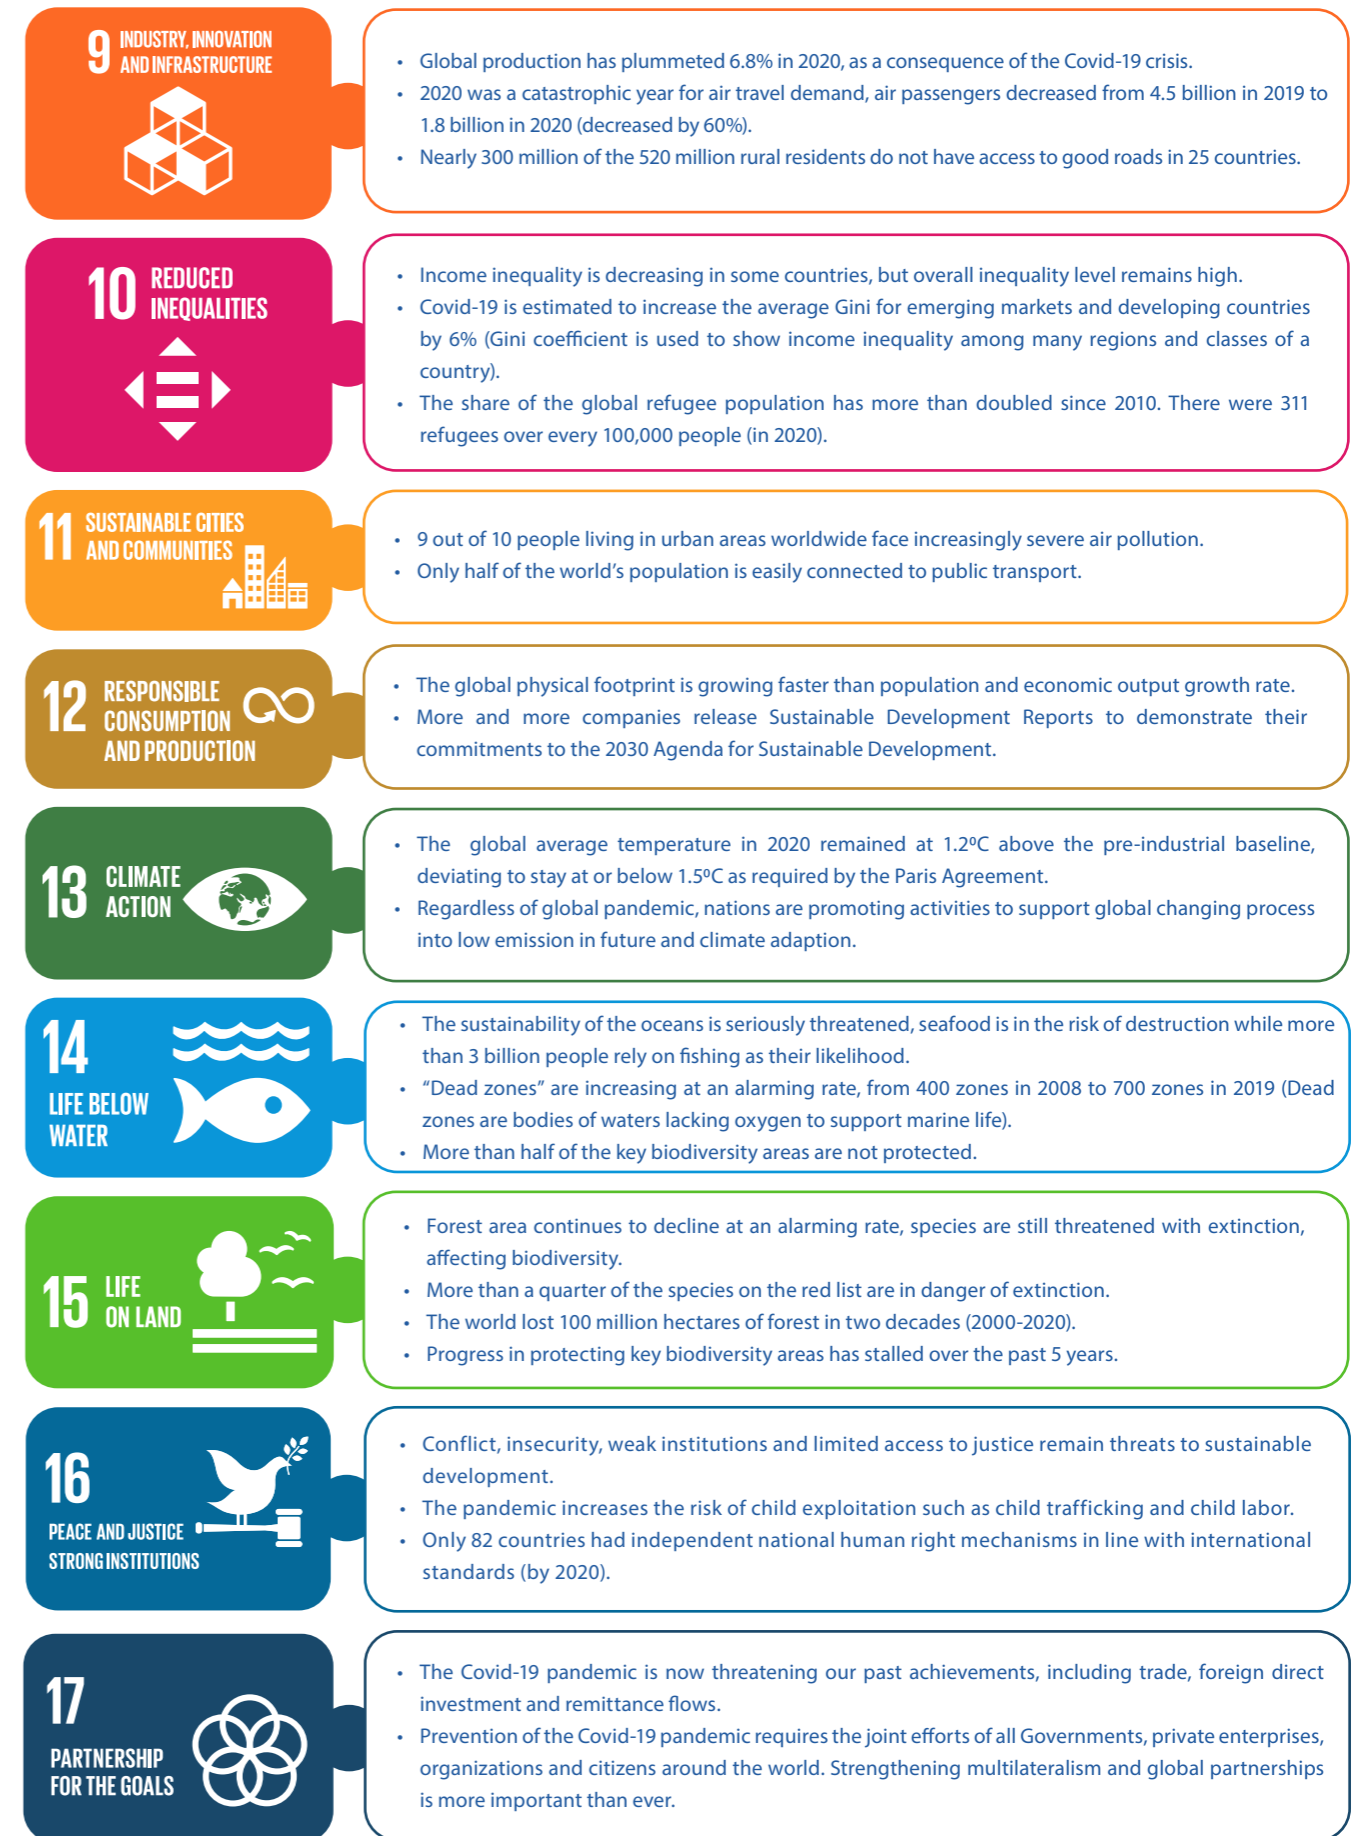 9 INDUSTRY, INNOVATION
AND INFRASTRUCTURE
• Global production has plummeted 6.8% in 2020, as a consequence of the Covid-19 crisis.
• 2020 was a catastrophic year for air travel demand, air passengers decreased from 4.5 billion in 2019 to
1.8 billion in 2020 (decreased by 60%).
• Nearly 300 million of the 520 million rural residents do not have access to good roads in 25 countries.
10 REDUCED
INEQUALITIES
• Income inequality is decreasing in some countries, but overall inequality level remains high.
• Covid-19 is estimated to increase the average Gini for emerging markets and developing countries
by 6% (Gini coefficient is used to show income inequality among many regions and classes of a
country).
• The share of the global refugee population has more than doubled since 2010. There were 311
refugees over every 100,000 people (in 2020).
11 SUSTAINABLE CITIES
AND COMMUNITIES
• 9 out of 10 people living in urban areas worldwide face increasingly severe air pollution.
• Only half of the world's population is easily connected to public transport.
12 RESPONSIBLE
CONSUMPTION
AND PRODUCTION
• The global physical footprint is growing faster than population and economic output growth rate.
• More and more companies release Sustainable Development Reports to demonstrate their
commitments to the 2030 Agenda for Sustainable Development.
13 CLIMATE
ACTION
• The global average temperature in 2020 remained at 1.2⁰C above the pre-industrial baseline,
deviating to stay at or below 1.5⁰C as required by the Paris Agreement.
• Regardless of global pandemic, nations are promoting activities to support global changing process
into low emission in future and climate adaption.
14
LIFE BELOW
WATER
• The sustainability of the oceans is seriously threatened, seafood is in the risk of destruction while more
than 3 billion people rely on fishing as their likelihood.
• “Dead zones” are increasing at an alarming rate, from 400 zones in 2008 to 700 zones in 2019 (Dead
zones are bodies of waters lacking oxygen to support marine life).
• More than half of the key biodiversity areas are not protected.
15 LIFE
ON LAND
• Forest area continues to decline at an alarming rate, species are still threatened with extinction,
affecting biodiversity.
• More than a quarter of the species on the red list are in danger of extinction.
• The world lost 100 million hectares of forest in two decades (2000-2020).
• Progress in protecting key biodiversity areas has stalled over the past 5 years.
16
PEACE AND JUSTICE
STRONG INSTITUTIONS
• Conflict, insecurity, weak institutions and limited access to justice remain threats to sustainable
development.
• The pandemic increases the risk of child exploitation such as child trafficking and child labor.
• Only 82 countries had independent national human right mechanisms in line with international
standards (by 2020).
17
PARTNERSHIP
FOR THE GOALS
• The Covid-19 pandemic is now threatening our past achievements, including trade, foreign direct
investment and remittance flows.
• Prevention of the Covid-19 pandemic requires the joint efforts of all Governments, private enterprises,
organizations and citizens around the world. Strengthening multilateralism and global partnerships
is more important than ever.